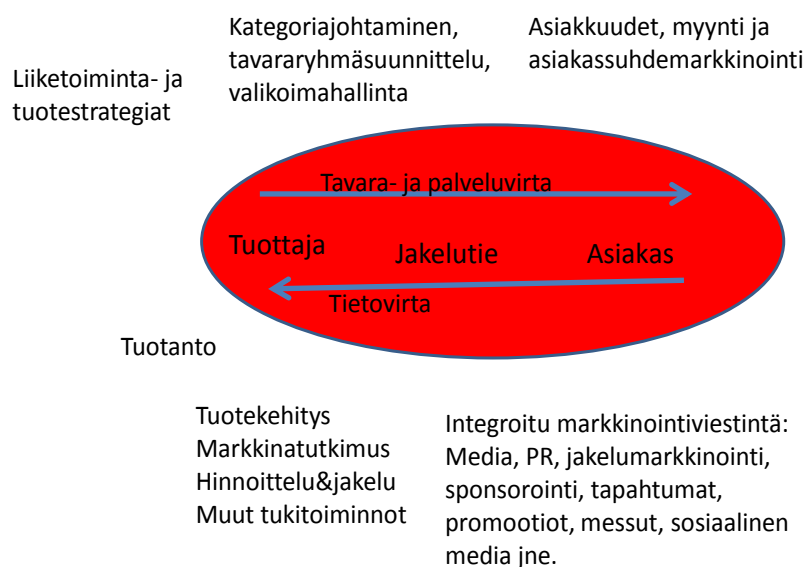 Kategoriajohtaminen,
tavararyhmäsuunnittelu,
valikoimahallinta
Asiakkuudet, myynti ja
asiakassuhdemarkkinointi
Liiketoiminta- ja
tuotestrategiat
Tavara- ja palveluvirta
Tuottaja
Jakelutie
Asiakas
Tietovirta
Tuotanto
Tuotekehitys
Markkinatutkimus
Hinnoittelu&jakelu
Muut tukitoiminnot
Integroitu markkinointiviestintä:
Media, PR, jakelumarkkinointi,
sponsorointi, tapahtumat,
promootiot, messut, sosiaalinen
media jne.